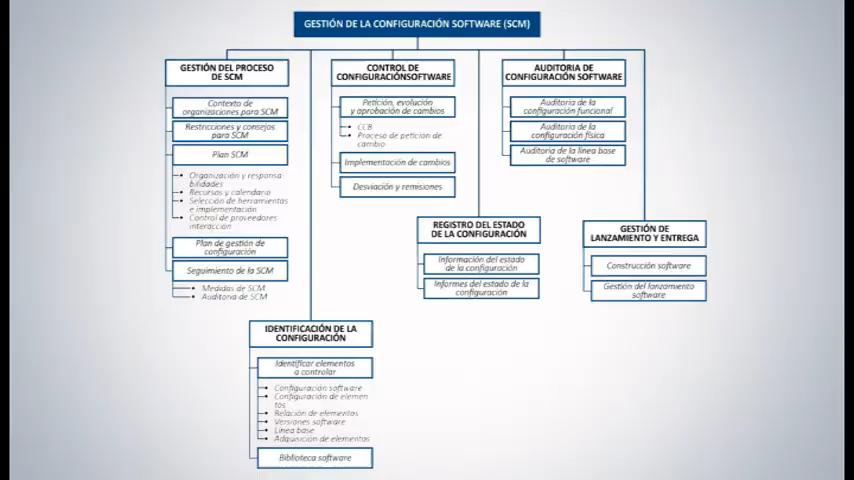 GESTIÓN DE LA CONFIGURACIÓN SOFTWARE (SCM)
GESTIÓN DEL PROCESO
DE SCM
Contexto de
organizaciones para SCM
Restricciones y consejos
para SCM
Plan SCM
Organización y responsa
bilidades
Recursos y calendario
Selección de herramientas
e implementación
Control de proveedores
interacción
Plan de gestión de
configuración
Seguimiento de la SCM
Medidas de SCM
Auditoria de SCM
IDENTIFICACIÓN DE LA
CONFIGURACIÓN
Identificar elementos
a controlar
Configuración software
Configuración de elemen
tos
Relación de elementos
Versiones software
Línea base
Adquisición de elementos
Biblioteca software
CONTROL DE
CONFIGURACIÓNSOFTWARE
Petición, evolución
y aprobación de cambios
CCB
Proceso de petición de
cambio
Implementación de cambios
Desviación y remisiones
REGISTRO DEL ESTADO
DE LA CONFIGURACIÓN
Información del estado
de la configuración
Informes del estado de la
configuración
AUDITORIA DE
CONFIGURACIÓN SOFTWARE
Auditoria de la
configuración funcional
Auditoria de la
configuración física
Auditoria de la línea base
de software
GESTIÓN DE
LANZAMIENTO Y ENTREGA
Construcción software
Gestión del lanzamiento
software